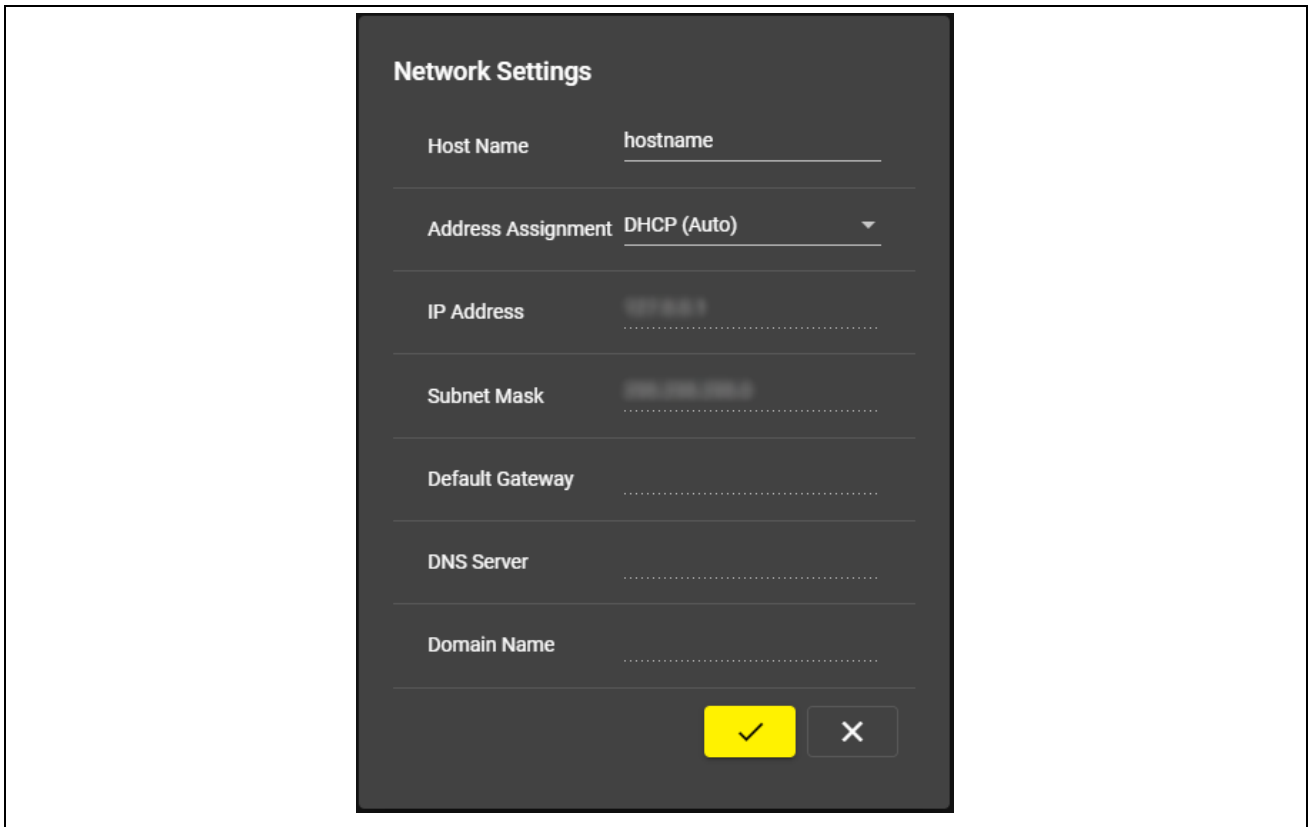 Network Settings
Host Name hostname
Address Assignment DHCP (Auto)
IP Address
Subnet Mask
Default Gateway
DNS Server
Domain Name